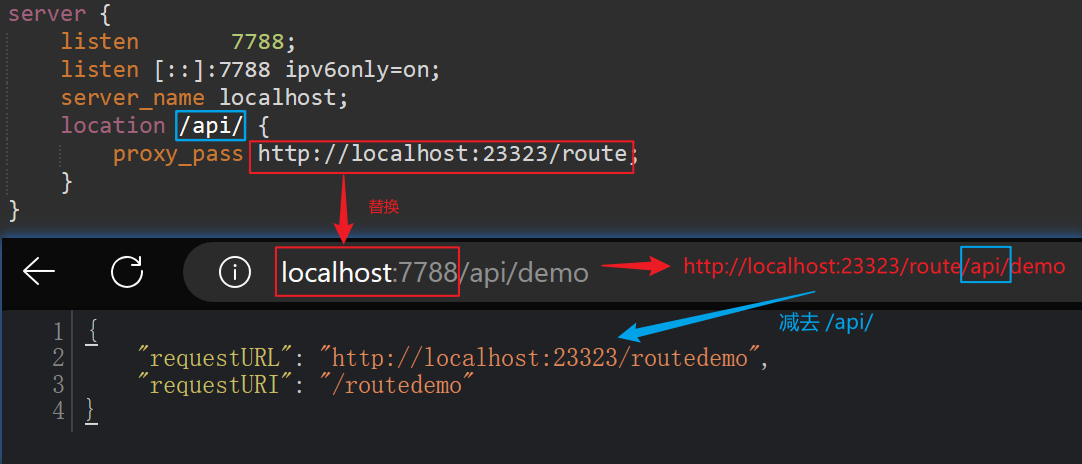 server {
listen 7788;
listen [::]:7788 ipv6only=on;
server_name localhost;
location /api/ {
proxy_pass http://localhost:23323/route;
}
}
替换
localhost:7788/api/demo
http://localhost:23323/route/api/demo
减去 /api/
1 {
2 "requestURL": "http://localhost:23323/routedemo",
3 "requestURI": "/routedemo"
4 }